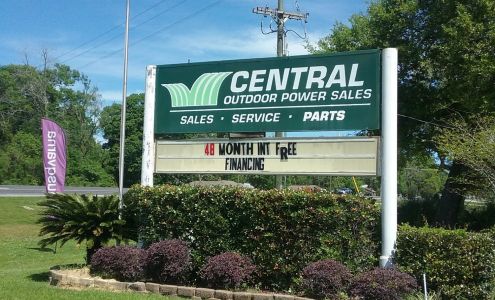 CENTRAL
OUTDOOR POWER SALES
SALES • SERVICE • PARTS
48 MONTH INT FREE
FINANCING
Husqvarna